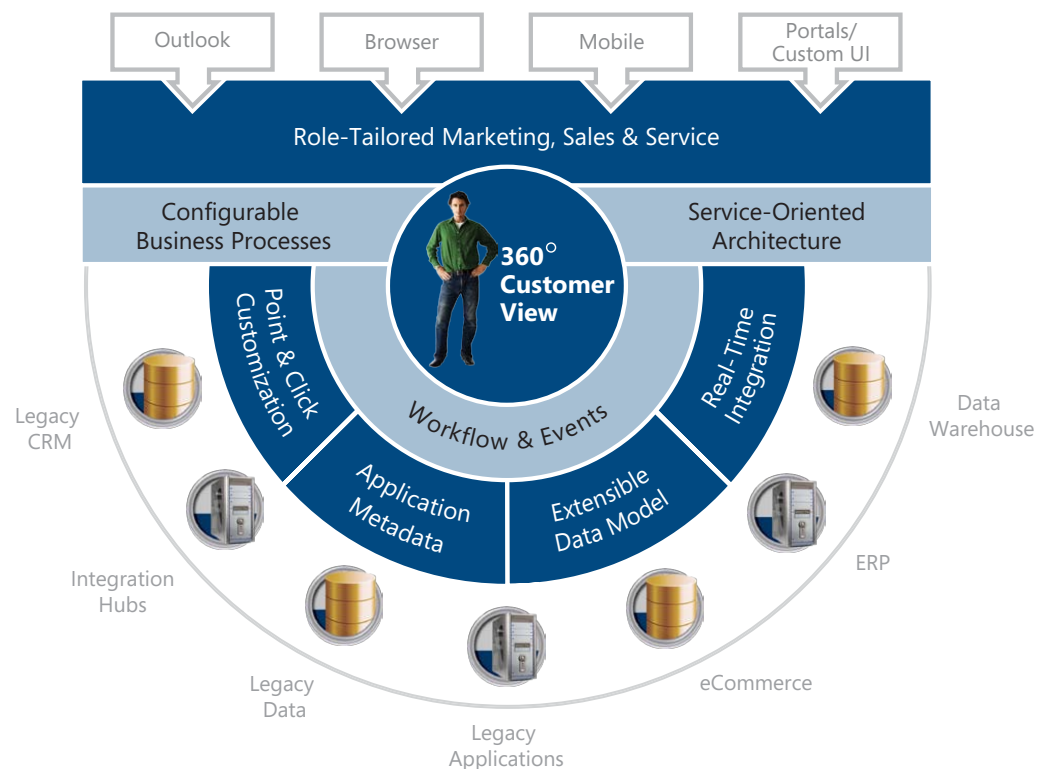 Outlook
Browser
Mobile
Portals/
Custom UI
Role-Tailored Marketing, Sales & Service
Configurable
Business Processes
Service-Oriented
Architecture
360°
Customer
View
Point & Click
Customization
Real-Time
Integration
Workflow & Events
Application
Metadata
Extensible
Data Model
Legacy
CRM
Data
Warehouse
Integration
Hubs
ERP
Legacy
Data
eCommerce
Legacy
Applications